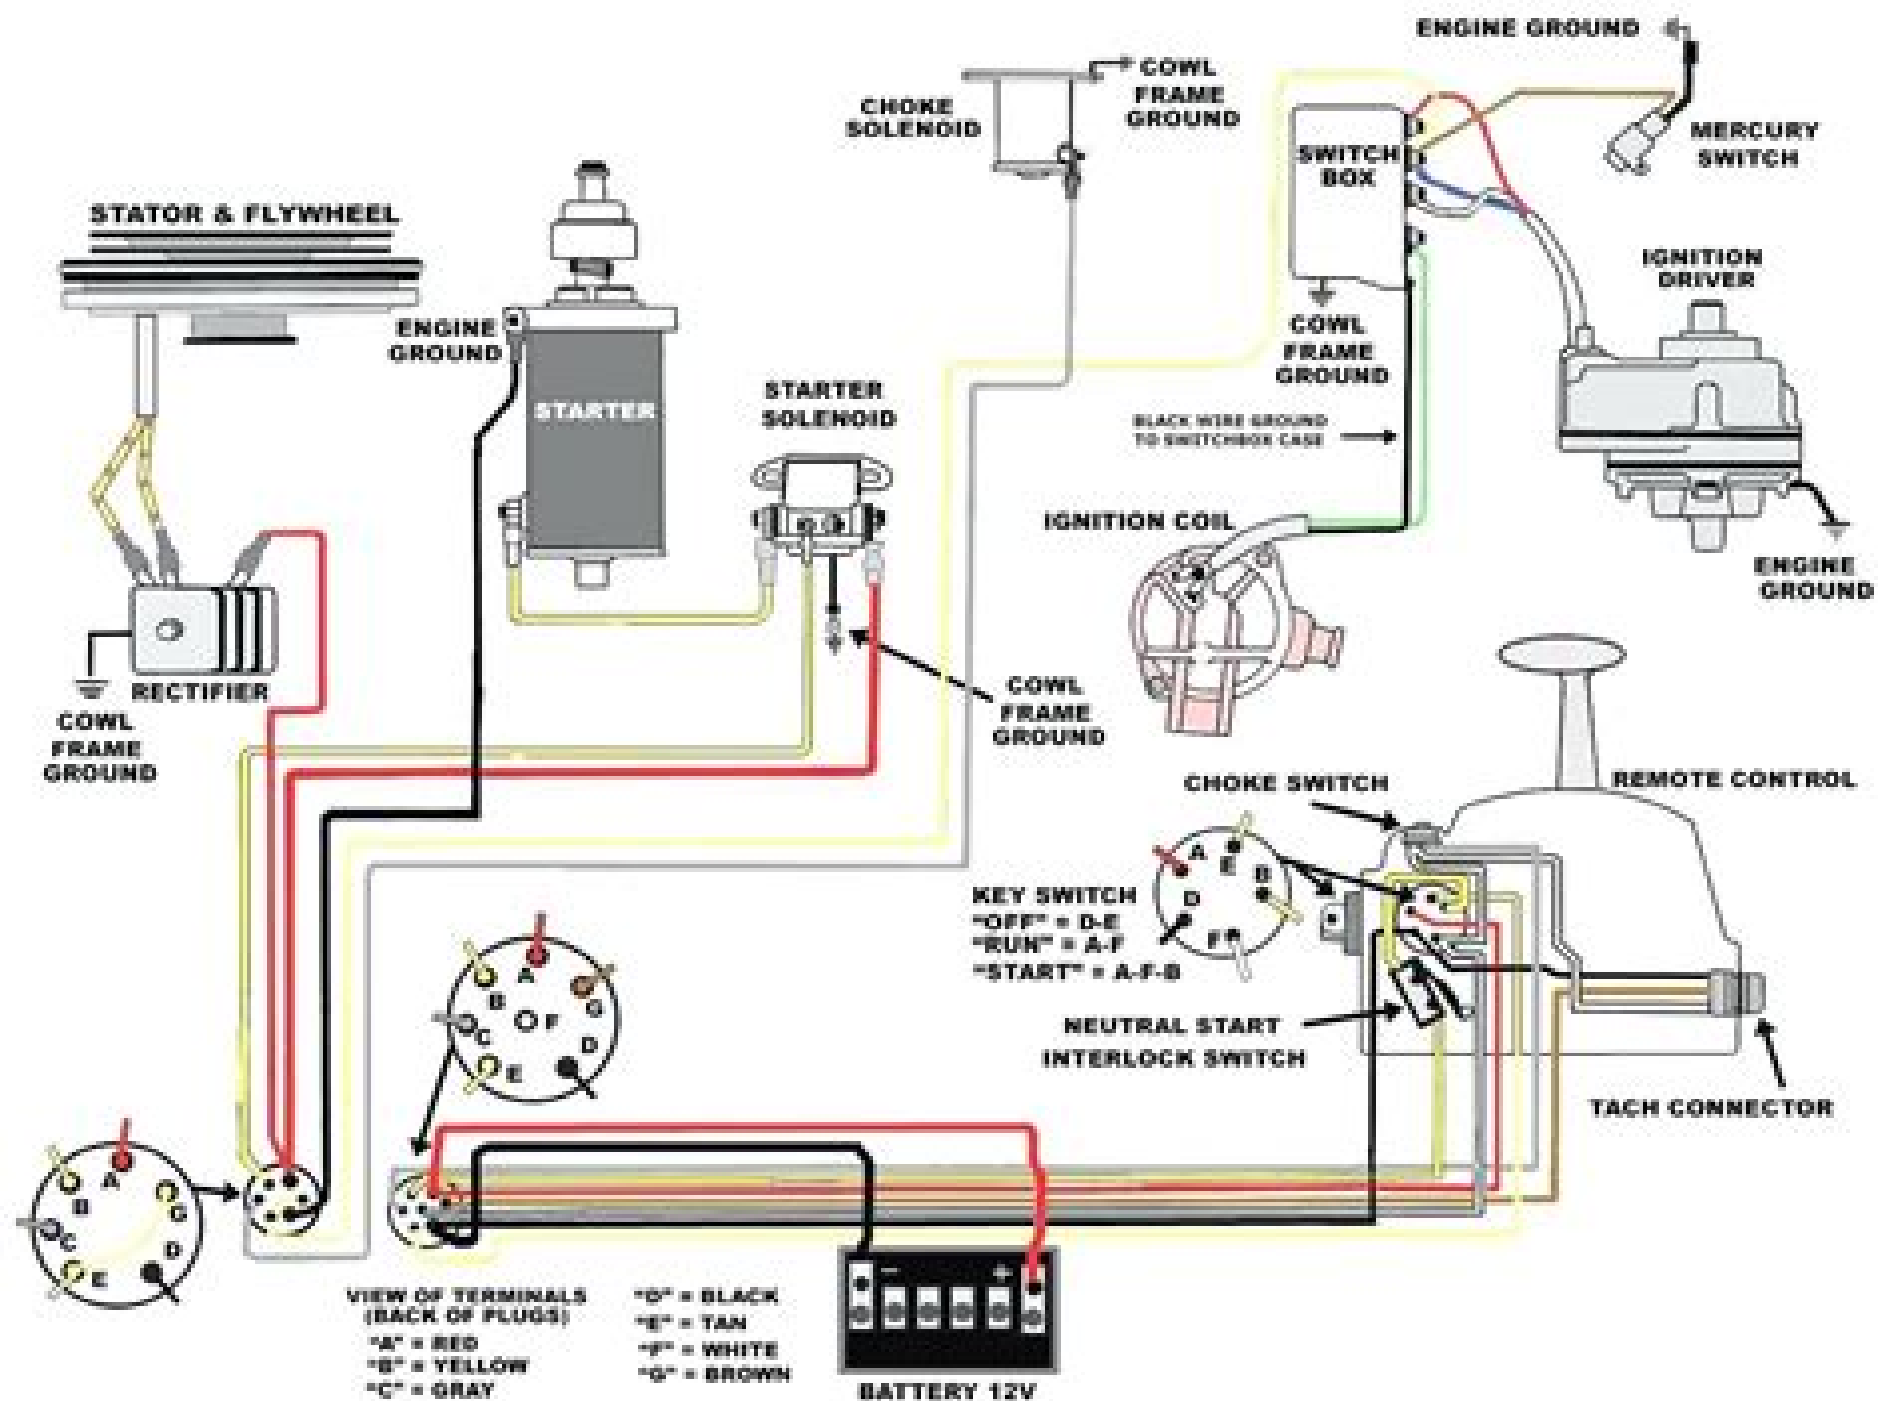 ENGINE GROUND
COWL
FRAME
GROUND
CHOKE
SOLENOID
MERCURY
SWITCH
SWITCH
BOX
STATOR & FLYWHEEL
IGNITION
DRIVER
ENGINE
GROUND
COWL
FRAME
GROUND
STARTER
STARTER
SOLENOID
BLACK WIRE GROUND
TO SWITCHBOX CASE
IGNITION COIL
ENGINE
GROUND
RECTIFIER
COWL
FRAME
GROUND
COWL
FRAME
GROUND
CHOKE SWITCH
REMOTE CONTROL
A
E
B
D
F
KEY SWITCH
"OFF" = D-E
"RUN" = A-F
"START" = A-F-B
A
B
G
C
F
D
E
NEUTRAL START
INTERLOCK SWITCH
TACH CONNECTOR
A
B
G
C
D
E
− +
VIEW OF TERMINALS
(BACK OF PLUGS)
"A" = RED
"B" = YELLOW
"C" = GRAY
"D" = BLACK
"E" = TAN
"F" = WHITE
"G" = BROWN
BATTERY 12V